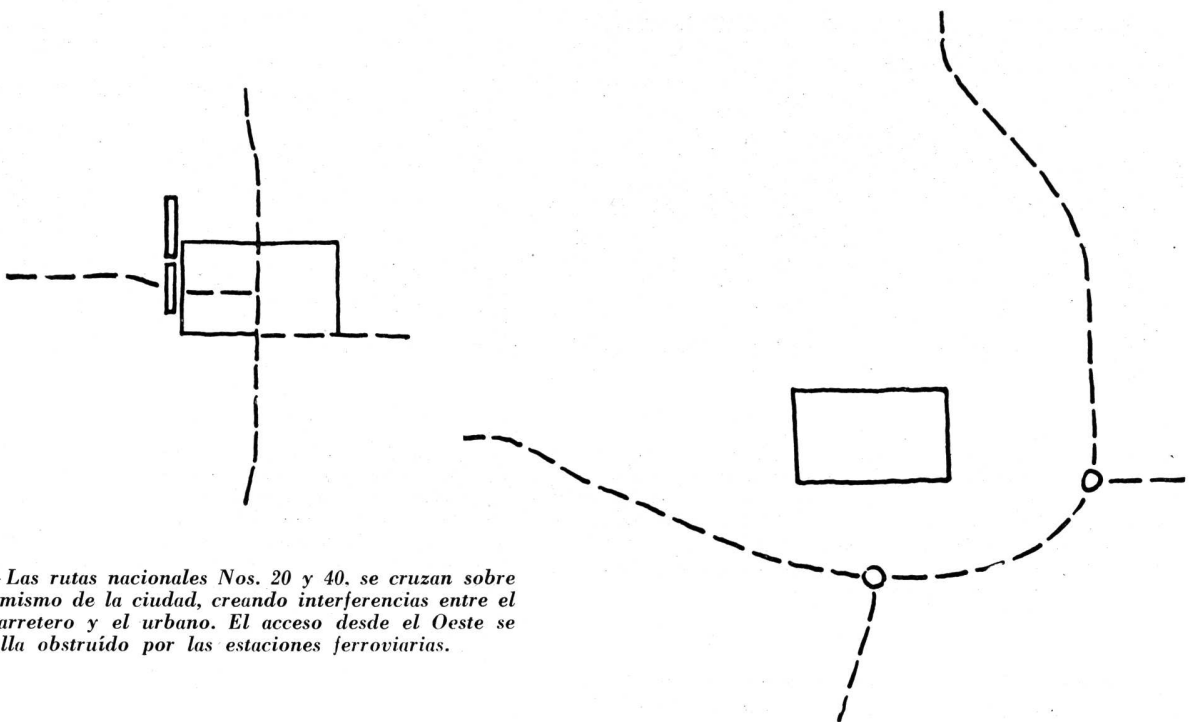 Las rutas nacionales Nos. 20 y 40. se cruzan sobre
mismo de la ciudad, creando interferencias entre el
arretero y el urbano. El acceso desde el Oeste se
lla obstruído por las estaciones ferroviarias.